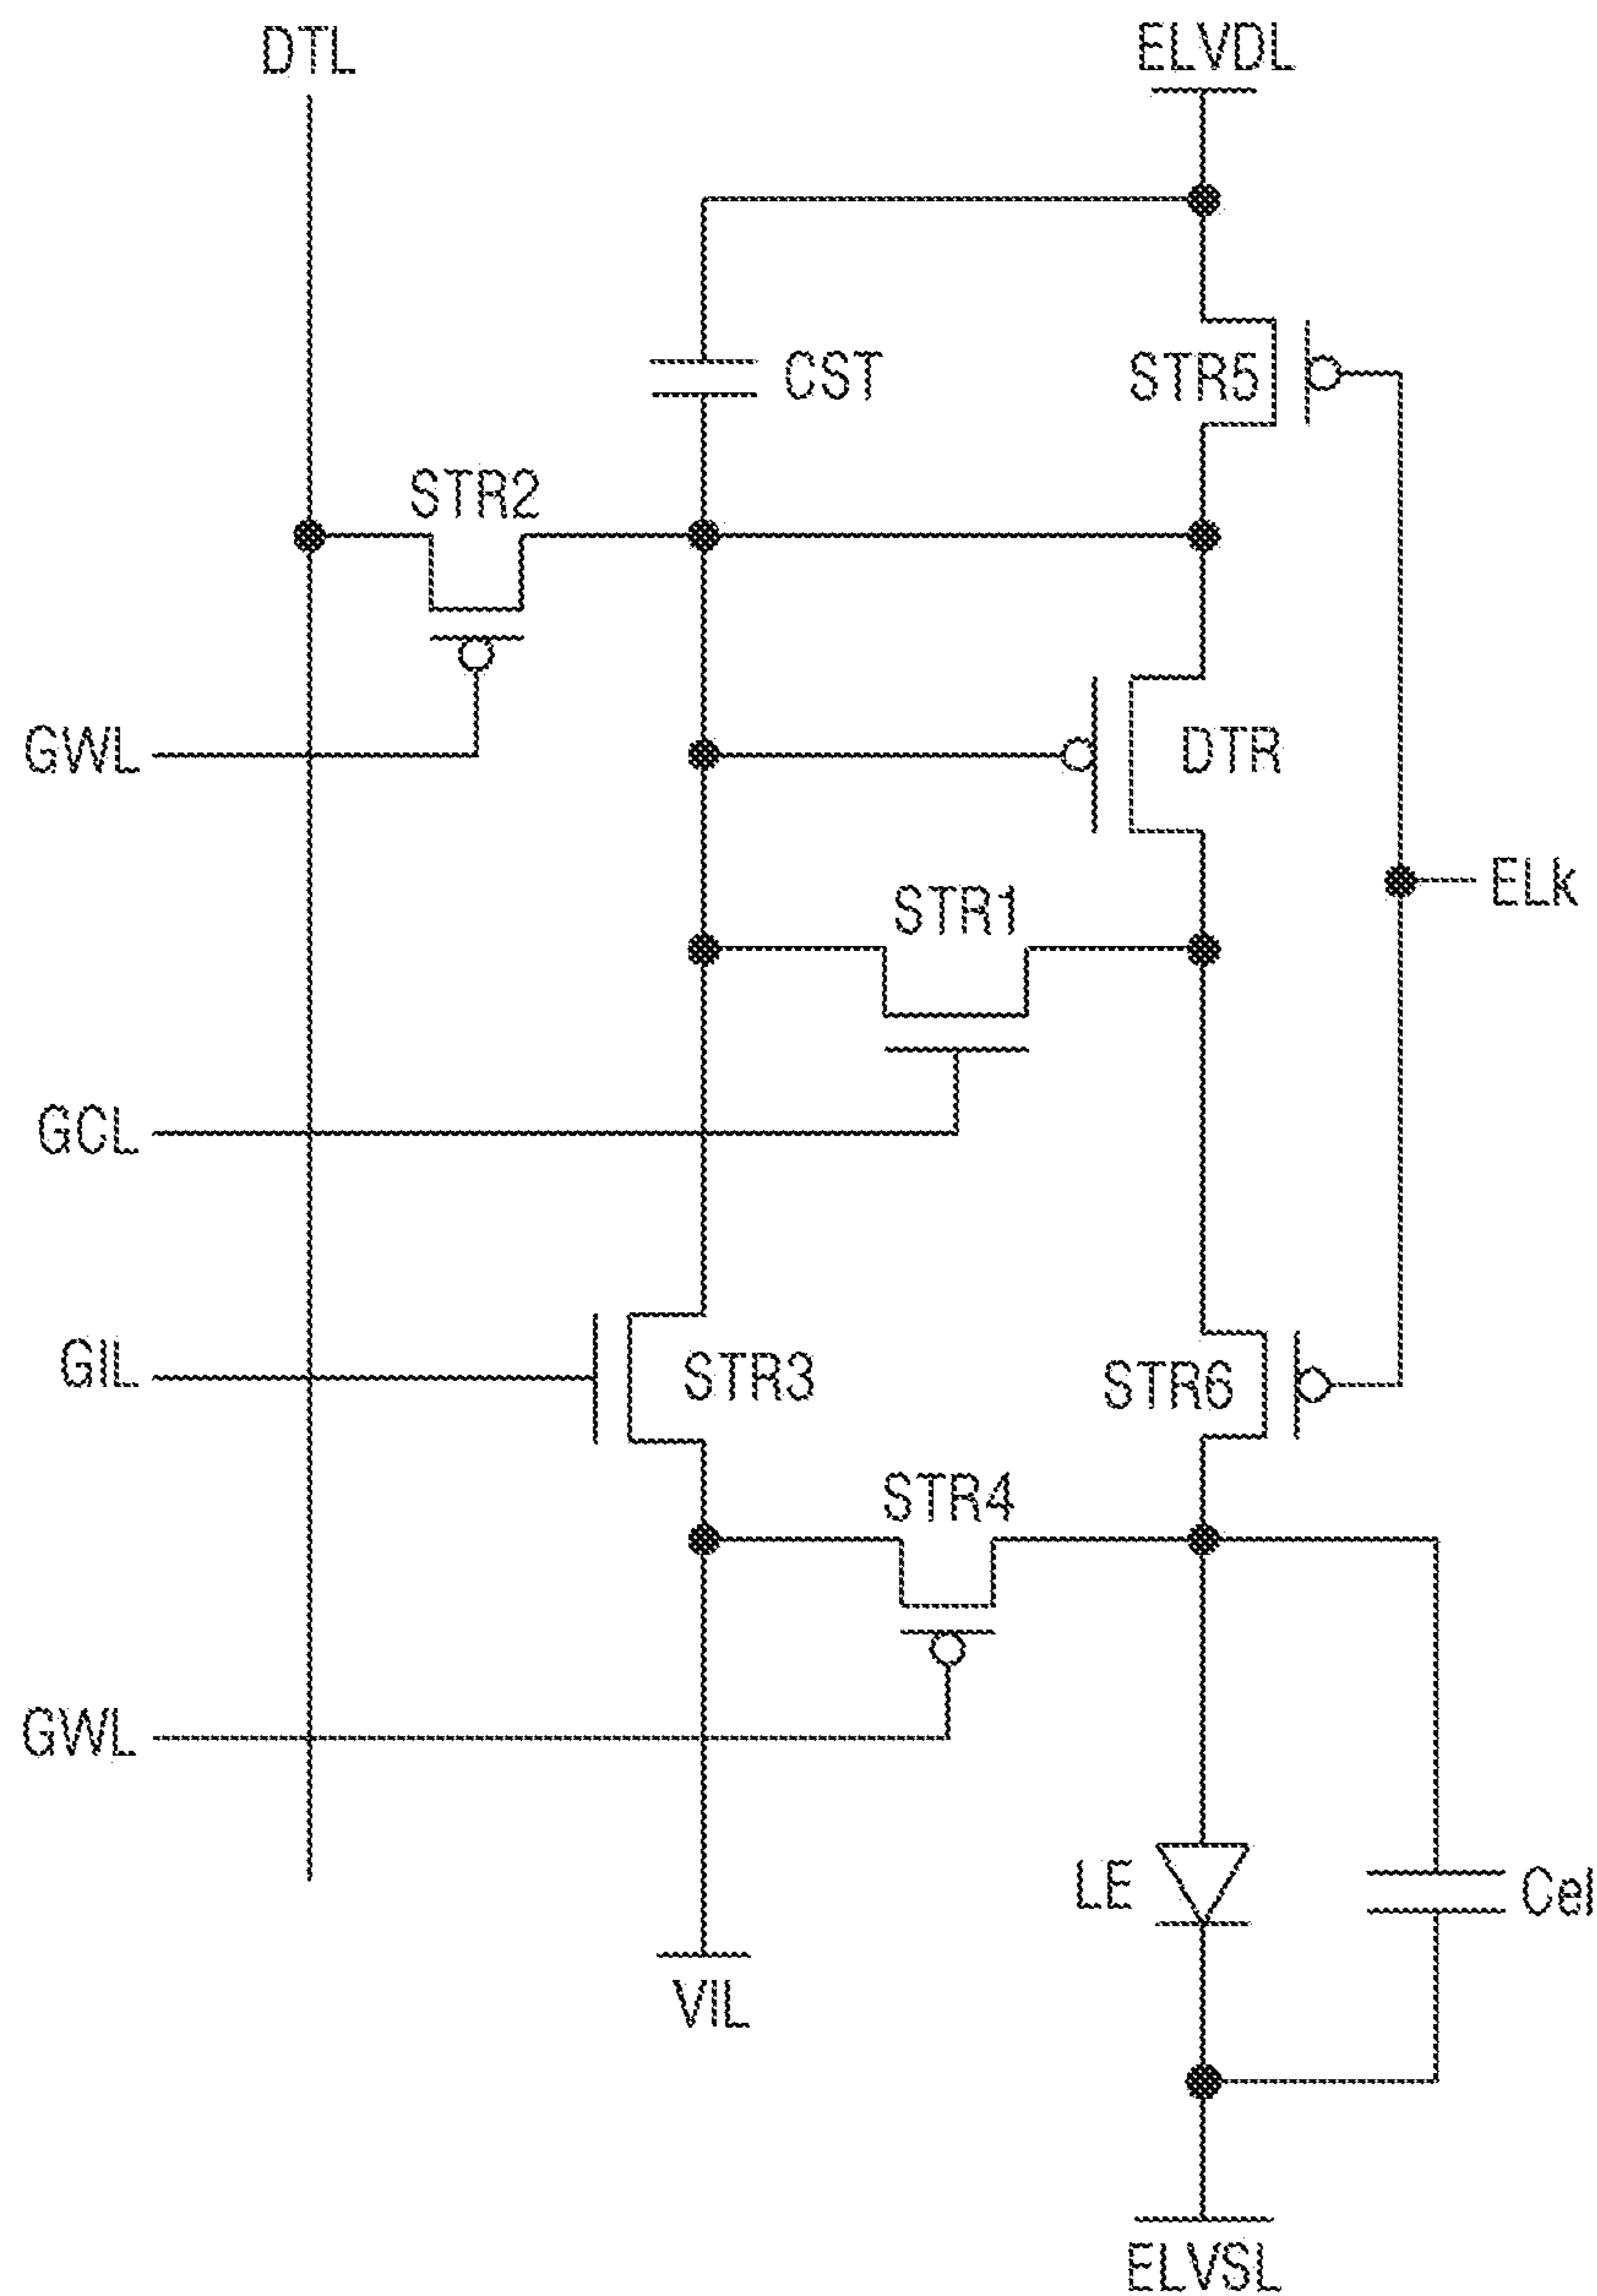 DTL
ELVDL
CST
STR5
STR2
GWL
DTR
ELk
STR1
GCL
GIL
STR3
STR6
STR4
GWL
LE
Cel
VIL
ELVSL